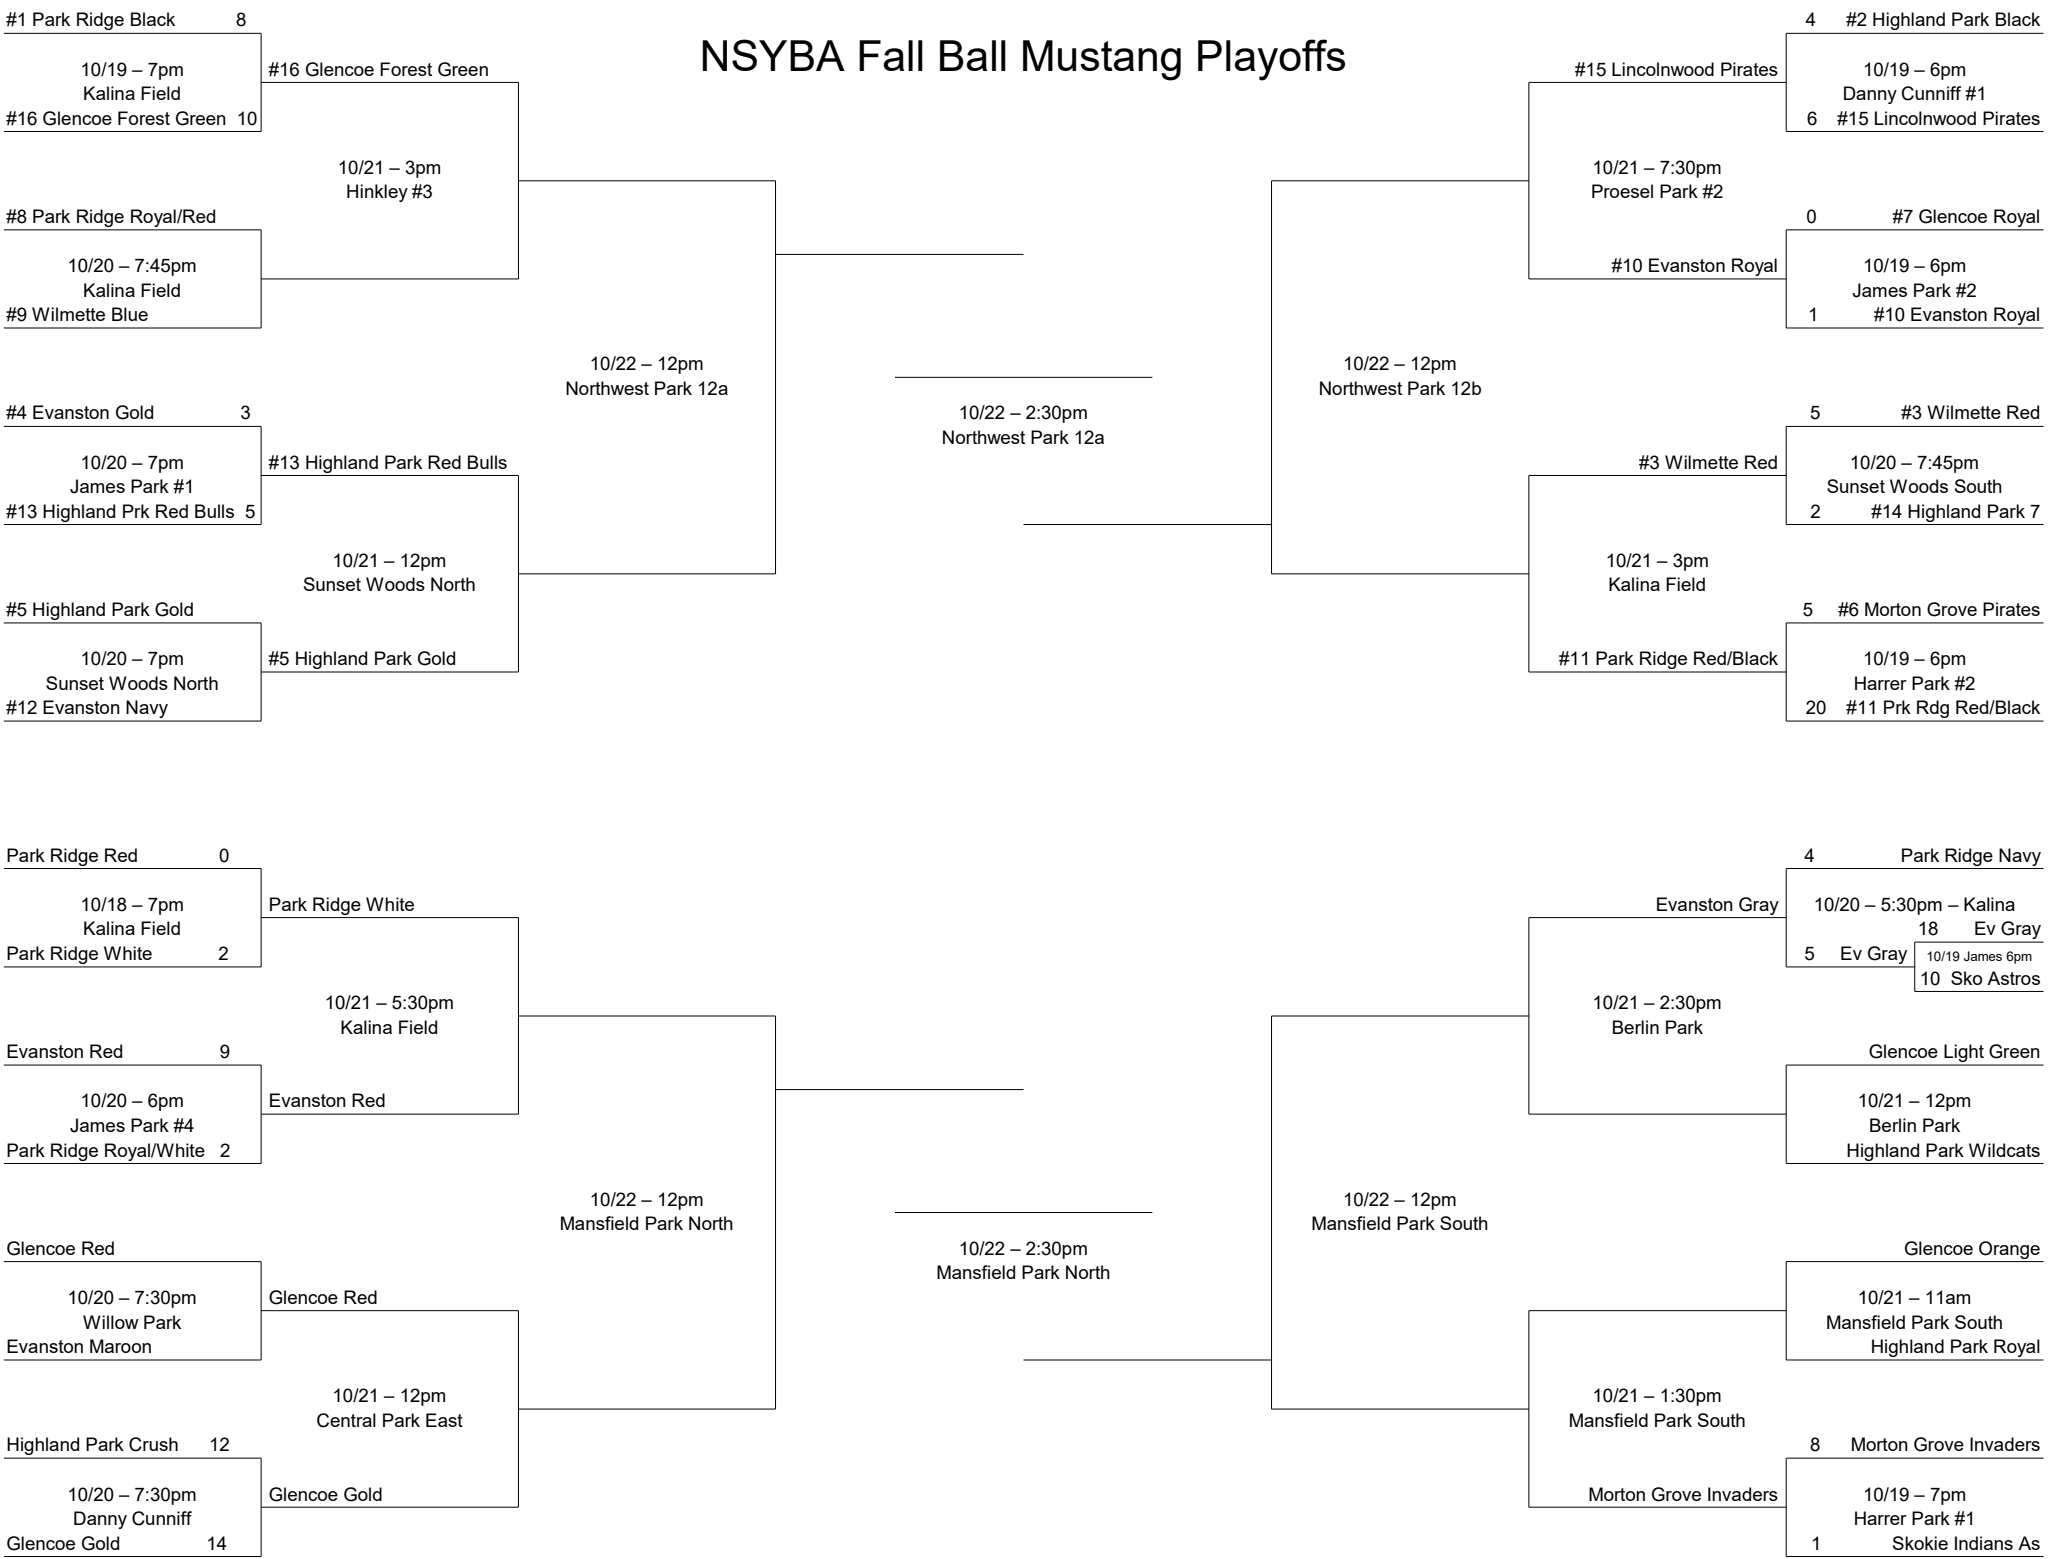 NSYBA Fall Ball Mustang Playoffs
#1 Park Ridge Black 8
10/19 – 7pm
Kalina Field
#16 Glencoe Forest Green 10
#16 Glencoe Forest Green
10/21 – 3pm
Hinkley #3
#8 Park Ridge Royal/Red
10/20 – 7:45pm
Kalina Field
#9 Wilmette Blue
#4 Evanston Gold 3
10/20 – 7pm
James Park #1
#13 Highland Prk Red Bulls 5
#13 Highland Park Red Bulls
10/21 – 12pm
Sunset Woods North
#5 Highland Park Gold
10/20 – 7pm
Sunset Woods North
#12 Evanston Navy
#5 Highland Park Gold
10/22 – 12pm
Northwest Park 12a
10/22 – 2:30pm
Northwest Park 12a
10/22 – 12pm
Northwest Park 12b
4 #2 Highland Park Black
10/19 – 6pm
Danny Cunniff #1
6 #15 Lincolnwood Pirates
#15 Lincolnwood Pirates
10/21 – 7:30pm
Proesel Park #2
0 #7 Glencoe Royal
10/19 – 6pm
James Park #2
1 #10 Evanston Royal
#10 Evanston Royal
5 #3 Wilmette Red
10/20 – 7:45pm
Sunset Woods South
2 #14 Highland Park 7
#3 Wilmette Red
10/21 – 3pm
Kalina Field
5 #6 Morton Grove Pirates
10/19 – 6pm
Harrer Park #2
20 #11 Prk Rdg Red/Black
#11 Park Ridge Red/Black
Park Ridge Red 0
10/18 – 7pm
Kalina Field
Park Ridge White 2
Park Ridge White
10/21 – 5:30pm
Kalina Field
Evanston Red 9
10/20 – 6pm
James Park #4
Park Ridge Royal/White 2
Evanston Red
Glencoe Red
10/20 – 7:30pm
Willow Park
Evanston Maroon
Glencoe Red
10/21 – 12pm
Central Park East
Highland Park Crush 12
10/20 – 7:30pm
Danny Cunniff
Glencoe Gold 14
Glencoe Gold
10/22 – 12pm
Mansfield Park North
10/22 – 2:30pm
Mansfield Park North
10/22 – 12pm
Mansfield Park South
4 Park Ridge Navy
10/20 – 5:30pm – Kalina
18 Ev Gray
5 Ev Gray
10/19 James 6pm
10 Sko Astros
Evanston Gray
10/21 – 2:30pm
Berlin Park
Glencoe Light Green
10/21 – 12pm
Berlin Park
Highland Park Wildcats
Glencoe Orange
10/21 – 11am
Mansfield Park South
Highland Park Royal
10/21 – 1:30pm
Mansfield Park South
8 Morton Grove Invaders
10/19 – 7pm
Harrer Park #1
1 Skokie Indians As
Morton Grove Invaders